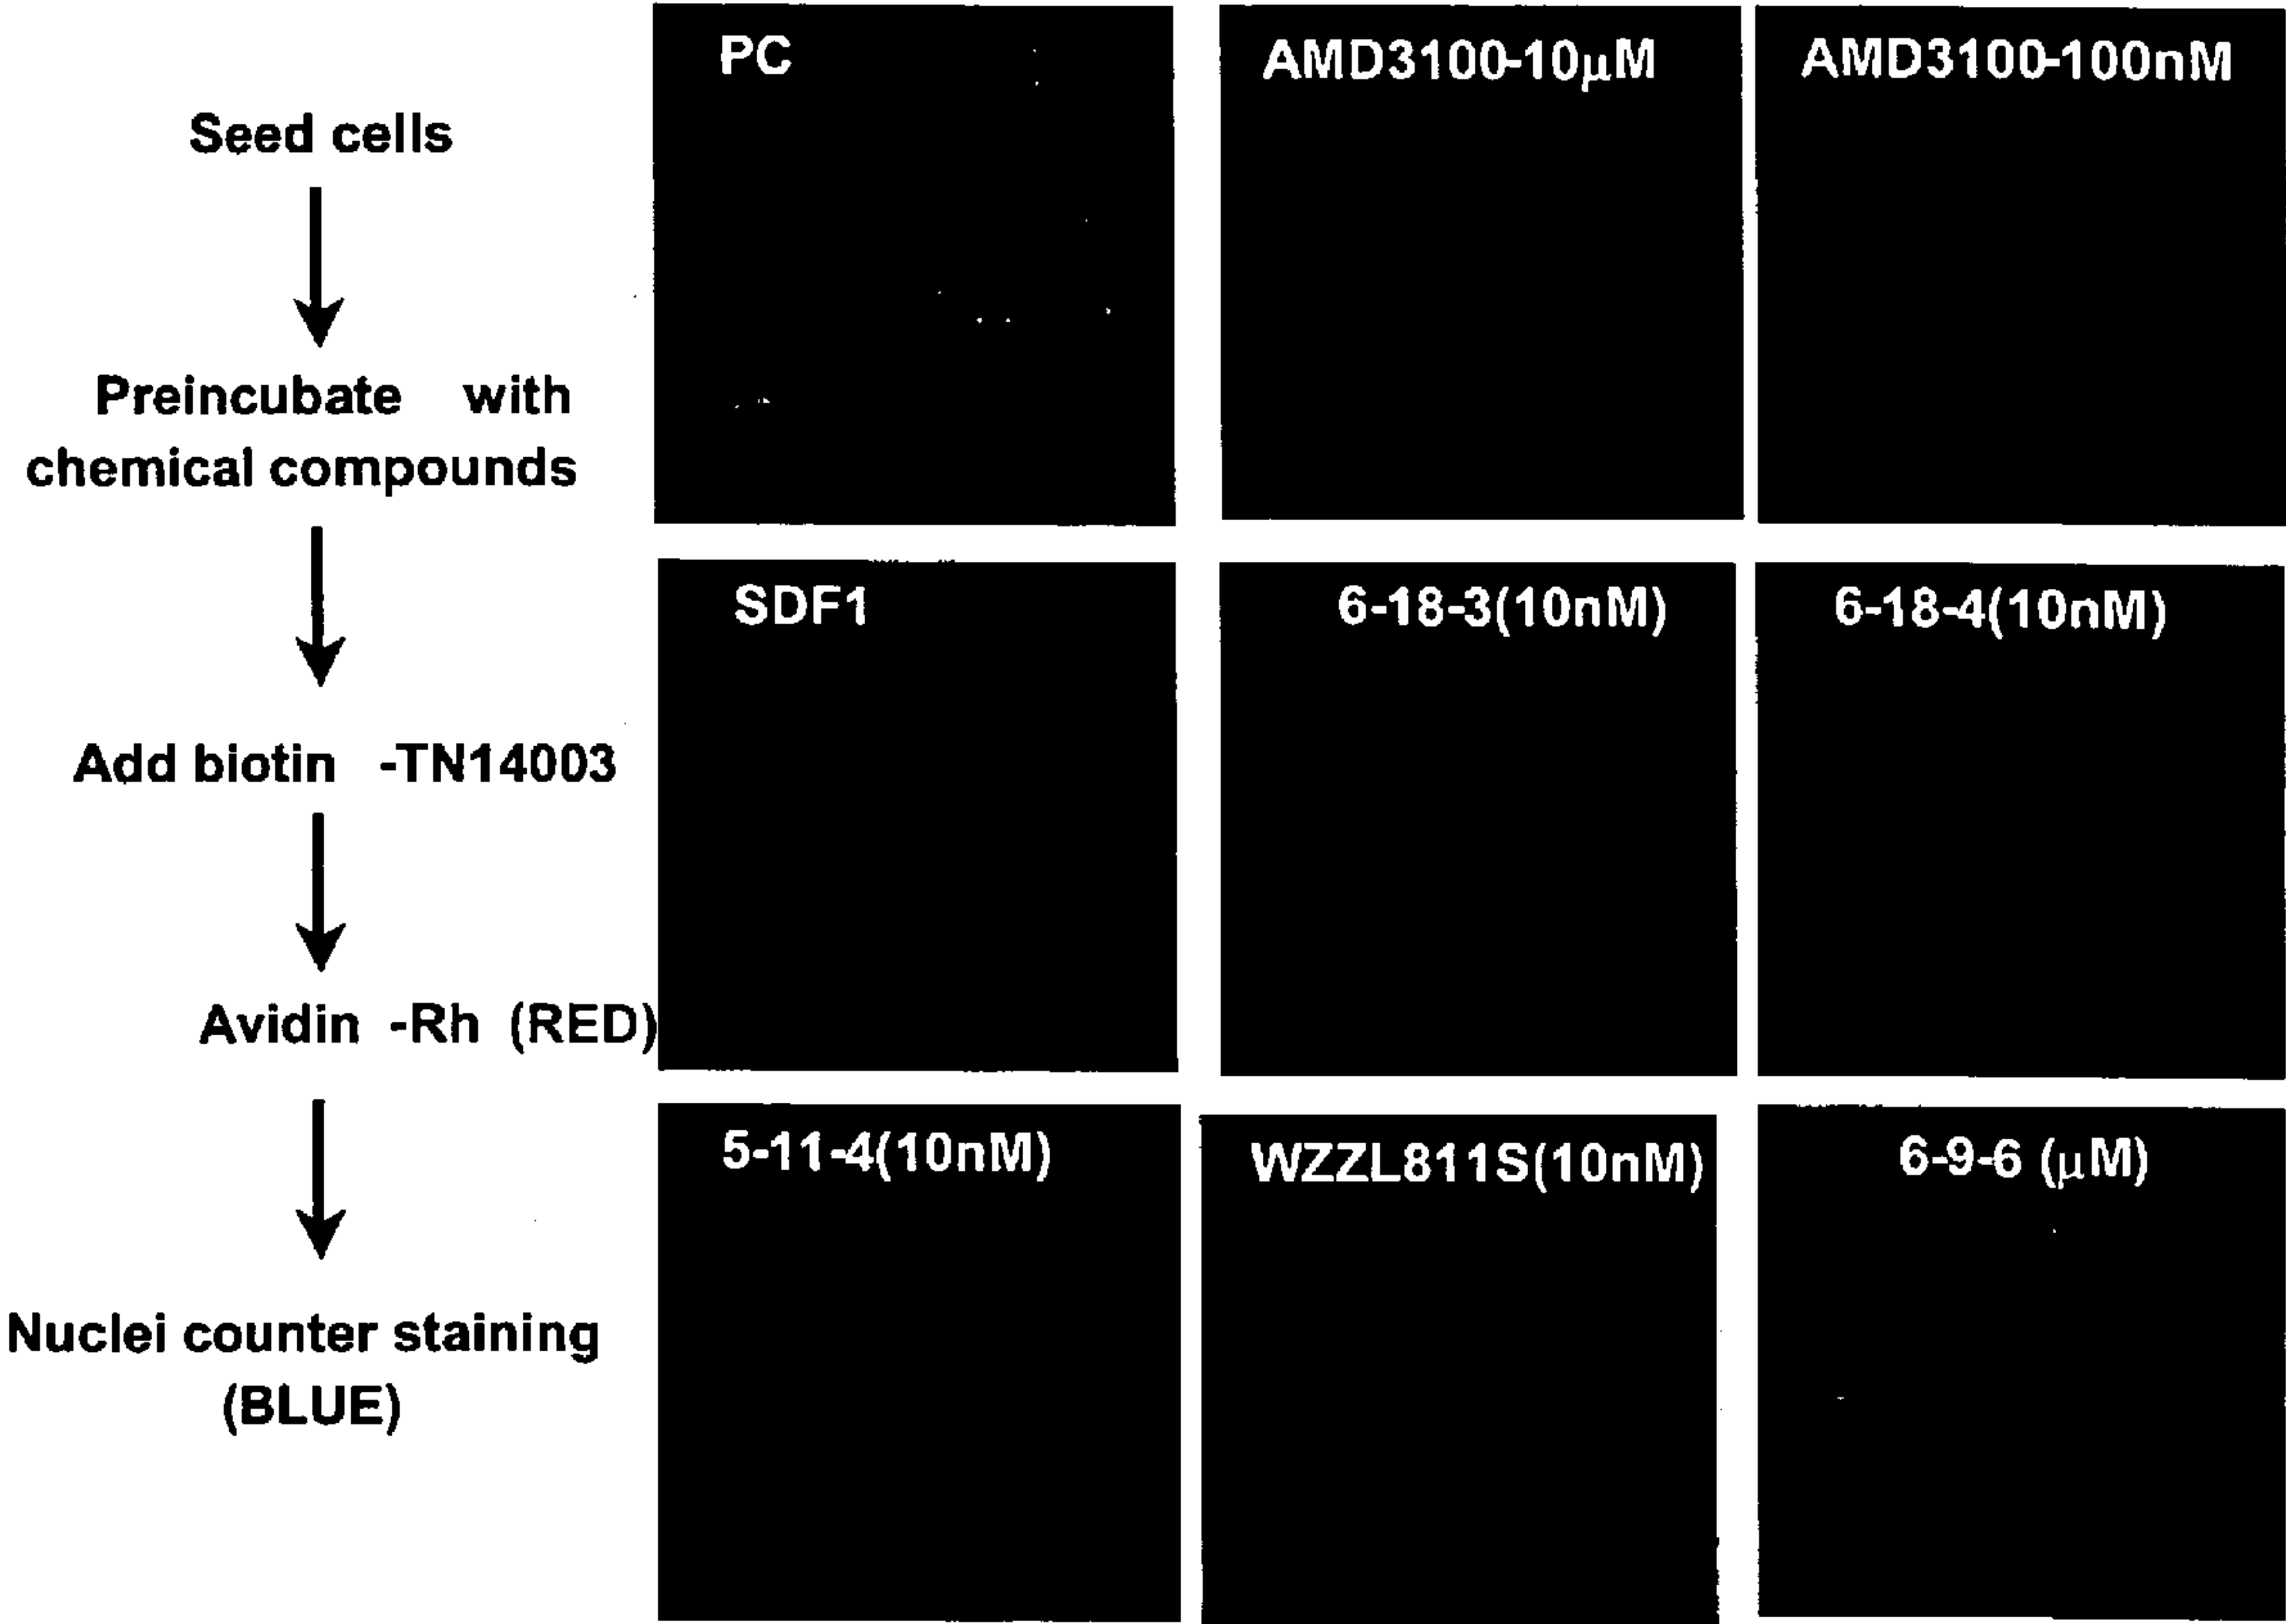 Seed cells
Preincubate with
chemical compounds
Add biotin -TN14003
Avidin -Rh (RED)
Nuclei counter staining
(BLUE)
PC
AMD3100-10μM
AMD3100-100nM
SDF1
6-18-3(10nM)
6-18-4(10nM)
5-11-4(10nM)
WZZL811S(10nM)
6-9-6 (μM)